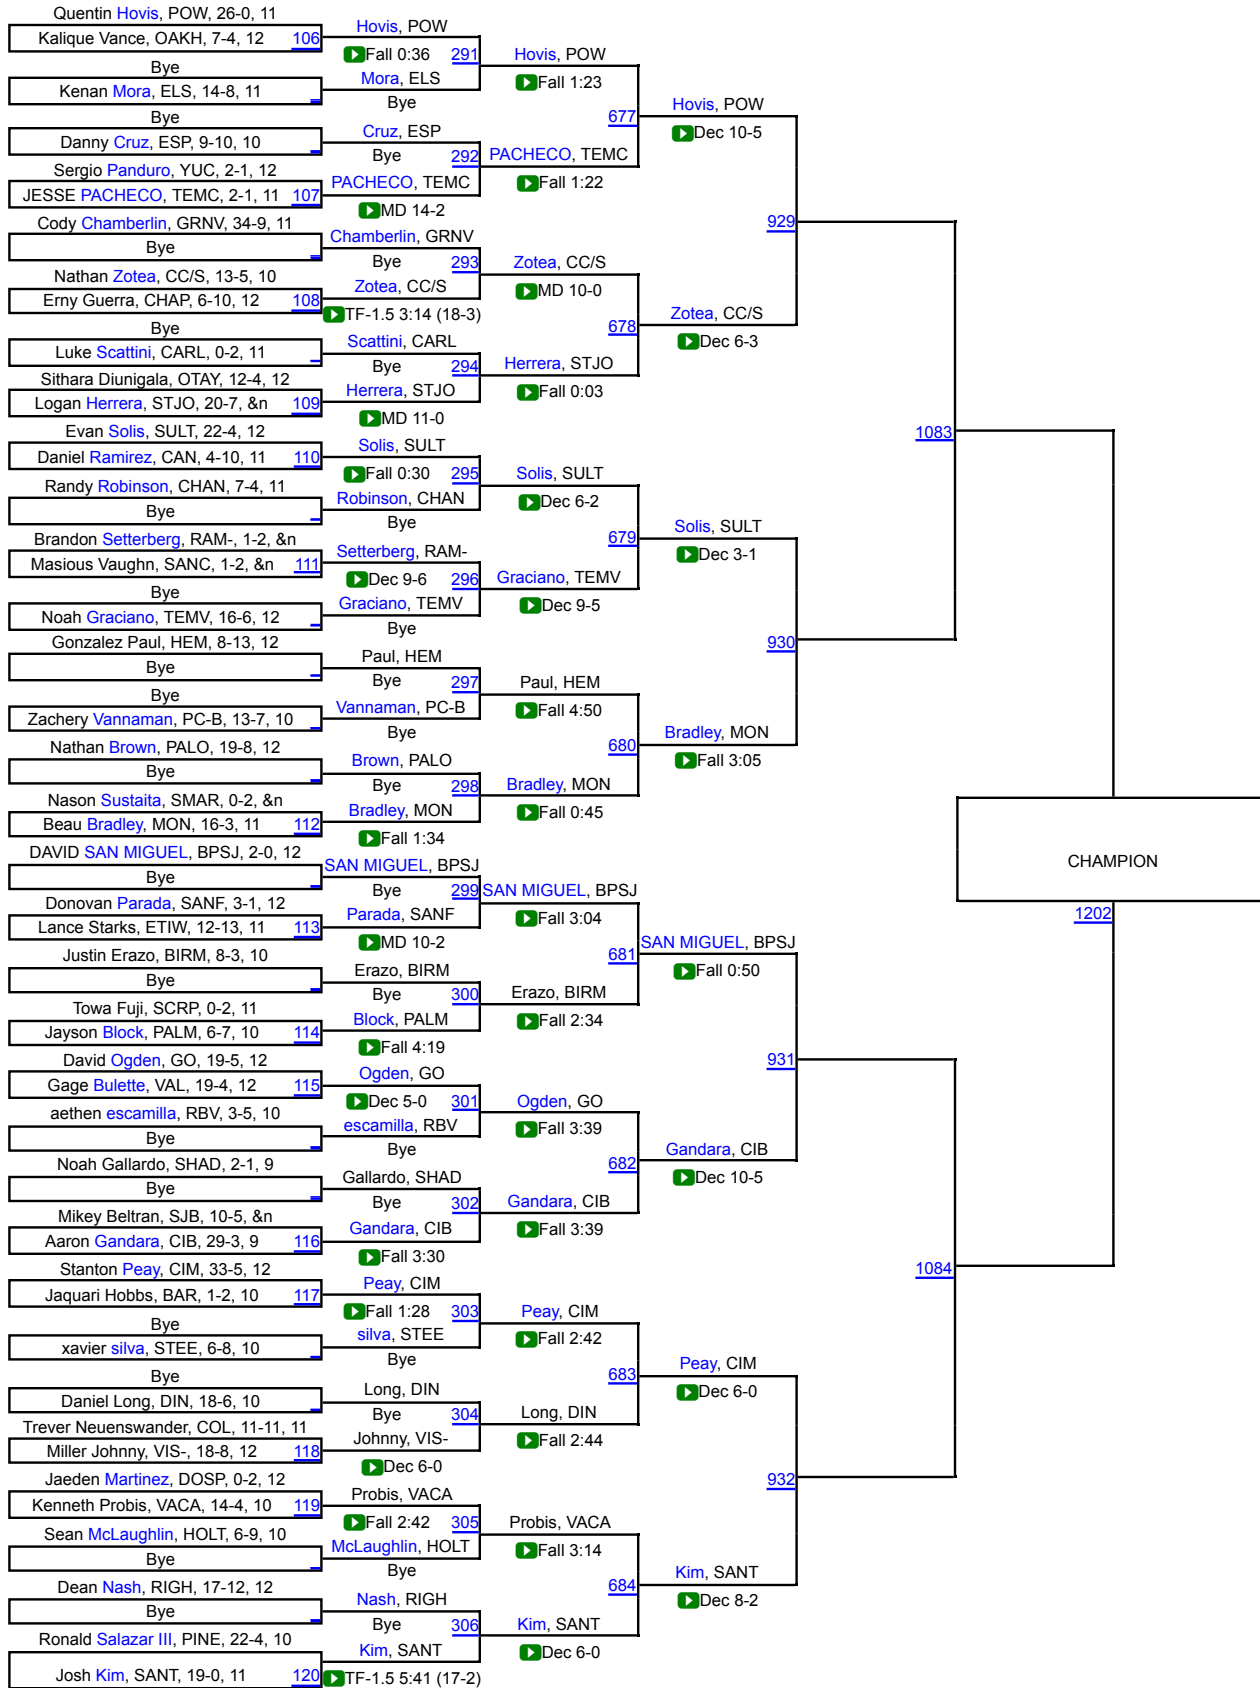 Quentin Hovis, POW, 26-0, 11
Kalique Vance, OAKH, 7-4, 12 106
Bye
Kenan Mora, ELS, 14-8, 11
Bye
Danny Cruz, ESP, 9-10, 10
Sergio Panduro, YUC, 2-1, 12
JESSE PACHECO, TEMC, 2-1, 11 107
Cody Chamberlin, GRNV, 34-9, 11
Bye
Nathan Zotea, CC/S, 13-5, 10
Erny Guerra, CHAP, 6-10, 12 108
Bye
Luke Scattini, CARL, 0-2, 11
Sithara Diunigala, OTAY, 12-4, 12
Logan Herrera, STJO, 20-7, &n 109
Evan Solis, SULT, 22-4, 12
Daniel Ramirez, CAN, 4-10, 11 110
Randy Robinson, CHAN, 7-4, 11
Bye
Brandon Setterberg, RAM-, 1-2, &n
Masious Vaughn, SANC, 1-2, &n 111
Bye
Noah Graciano, TEMV, 16-6, 12
Gonzalez Paul, HEM, 8-13, 12
Bye
Bye
Zachery Vannaman, PC-B, 13-7, 10
Nathan Brown, PALO, 19-8, 12
Bye
Nason Sustaita, SMAR, 0-2, &n
Beau Bradley, MON, 16-3, 11 112
DAVID SAN MIGUEL, BPSJ, 2-0, 12
Bye
Donovan Parada, SANF, 3-1, 12
Lance Starks, ETIW, 12-13, 11 113
Justin Erazo, BIRM, 8-3, 10
Bye
Towa Fuji, SCRP, 0-2, 11
Jayson Block, PALM, 6-7, 10 114
David Ogden, GO, 19-5, 12
Gage Bulette, VAL, 19-4, 12 115
aethen escamilla, RBV, 3-5, 10
Bye
Noah Gallardo, SHAD, 2-1, 9
Bye
Mikey Beltran, SJB, 10-5, &n
Aaron Gandara, CIB, 29-3, 9 116
Stanton Peay, CIM, 33-5, 12
Jaquari Hobbs, BAR, 1-2, 10 117
Bye
xavier silva, STEE, 6-8, 10
Bye
Daniel Long, DIN, 18-6, 10
Trever Neuenswander, COL, 11-11, 11
Miller Johnny, VIS-, 18-8, 12 118
Jaeden Martinez, DOSP, 0-2, 12
Kenneth Probis, VACA, 14-4, 10 119
Sean McLaughlin, HOLT, 6-9, 10
Bye
Dean Nash, RIGH, 17-12, 12
Bye
Ronald Salazar III, PINE, 22-4, 10
Josh Kim, SANT, 19-0, 11 120
Hovis, POW
Fall 0:36 291
Mora, ELS
Bye
Cruz, ESP
Bye 292
PACHECO, TEMC
MD 14-2
Chamberlin, GRNV
Bye 293
Zotea, CC/S
TF-1.5 3:14 (18-3)
Scattini, CARL
Bye 294
Herrera, STJO
MD 11-0
Solis, SULT
Fall 0:30 295
Robinson, CHAN
Bye
Setterberg, RAM-
Dec 9-6 296
Graciano, TEMV
Bye
Paul, HEM
Bye 297
Vannaman, PC-B
Bye
Brown, PALO
Bye 298
Bradley, MON
Fall 1:34
SAN MIGUEL, BPSJ
Bye 299
Parada, SANF
MD 10-2
Erazo, BIRM
Bye 300
Block, PALM
Fall 4:19
Ogden, GO
Dec 5-0 301
escamilla, RBV
Bye
Gallardo, SHAD
Bye 302
Gandara, CIB
Fall 3:30
Peay, CIM
Fall 1:28 303
silva, STEE
Bye
Long, DIN
Bye 304
Johnny, VIS-
Dec 6-0
Probis, VACA
Fall 2:42 305
McLaughlin, HOLT
Bye
Nash, RIGH
Bye 306
Kim, SANT
TF-1.5 5:41 (17-2)
Hovis, POW
Fall 1:23
677
PACHECO, TEMC
Fall 1:22
Zotea, CC/S
MD 10-0
678
Herrera, STJO
Fall 0:03
Solis, SULT
Dec 6-2
679
Graciano, TEMV
Dec 9-5
Paul, HEM
Fall 4:50
680
Bradley, MON
Fall 0:45
SAN MIGUEL, BPSJ
Fall 3:04
681
Erazo, BIRM
Fall 2:34
Ogden, GO
Fall 3:39
682
Gandara, CIB
Fall 3:39
Peay, CIM
Fall 2:42
683
Long, DIN
Fall 2:44
Probis, VACA
Fall 3:14
684
Kim, SANT
Dec 6-0
Hovis, POW
Dec 10-5
929
Zotea, CC/S
Dec 6-3
Solis, SULT
Dec 3-1
930
Bradley, MON
Fall 3:05
SAN MIGUEL, BPSJ
Fall 0:50
931
Gandara, CIB
Dec 10-5
Peay, CIM
Dec 6-0
932
Kim, SANT
Dec 8-2
1083
1084
CHAMPION
1202